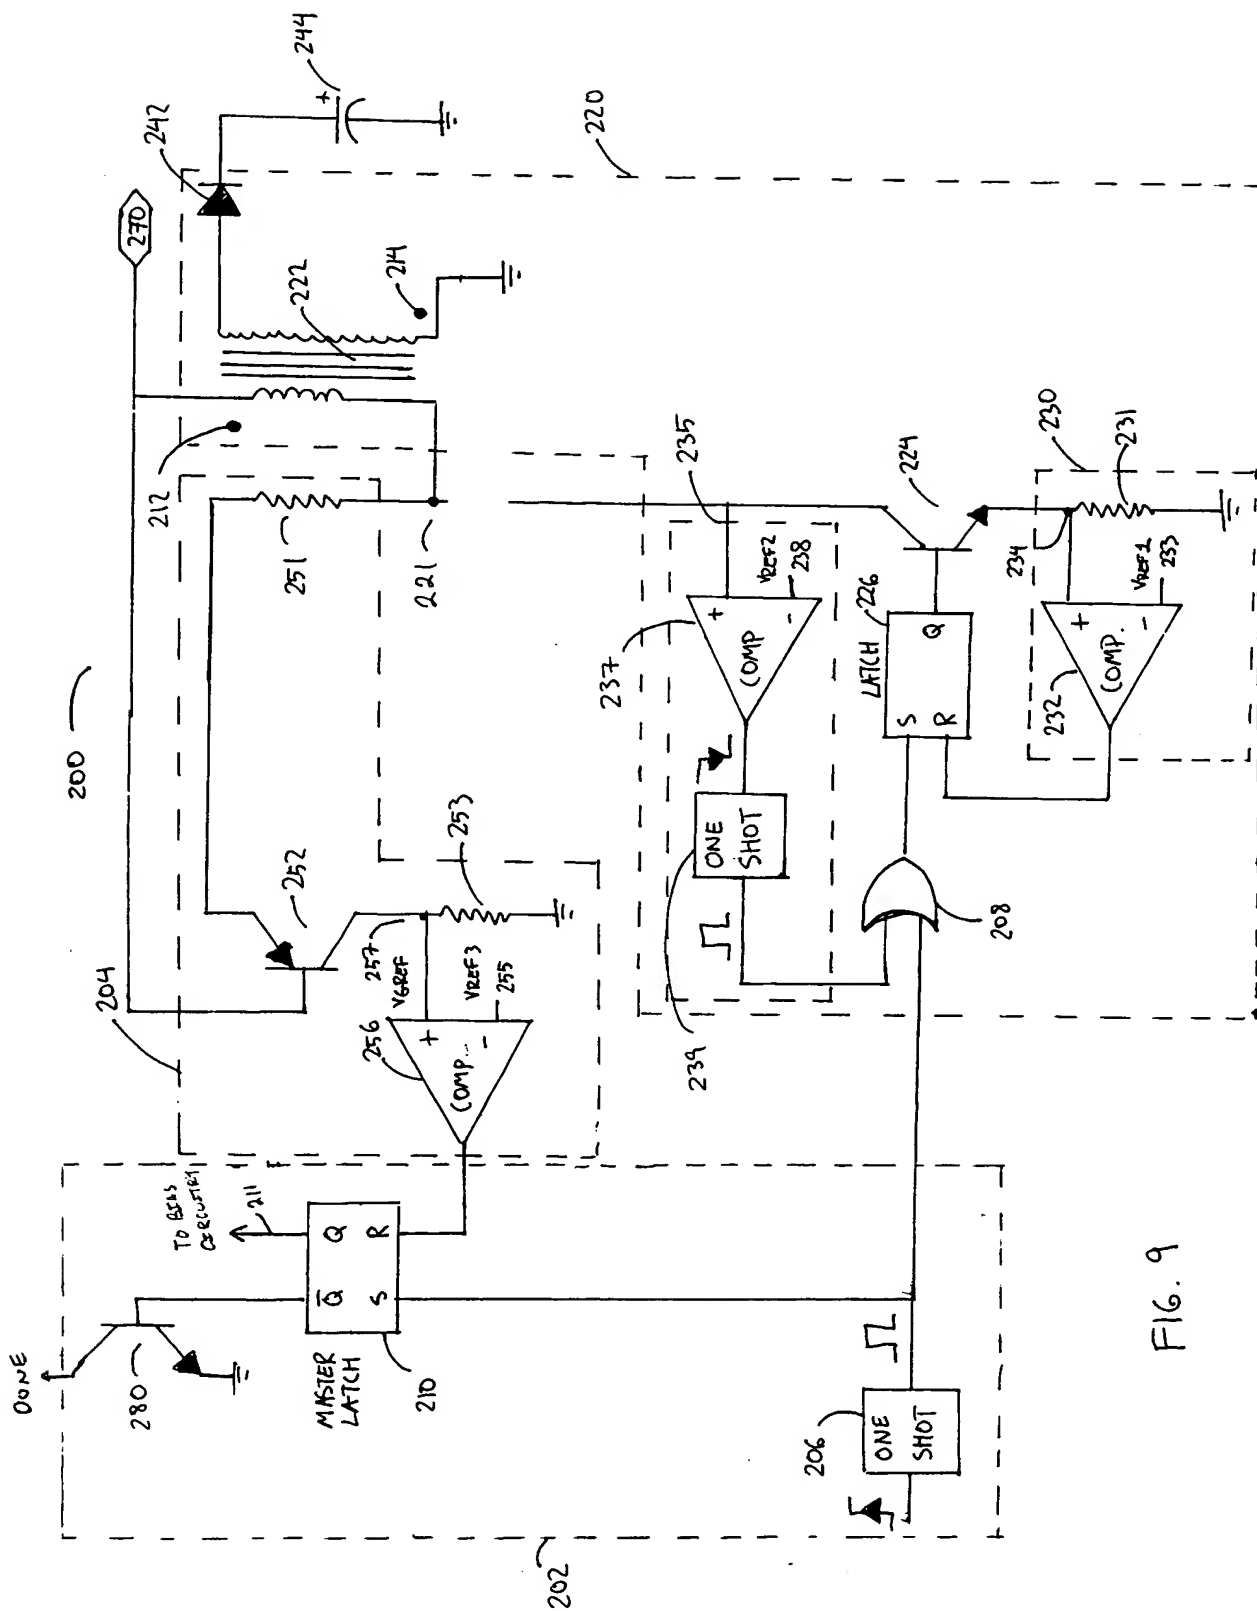 200
270
242
244
220
212
222
214
204
251
252
221
253
257
VGREF
VREF3
255
256
+
-
COMP.
235
237
VREF2
238
+
-
COMP
ONE
SHOT
239
224
LATCH
226
S
R
Q
230
231
234
VREF1
233
+
-
COMP.
232
208
DONE
280
TO BIAS
CIRCUITRY
211
Q̅
Q
S
R
MASTER
LATCH
210
206
ONE
SHOT
202
+
FIG. 9